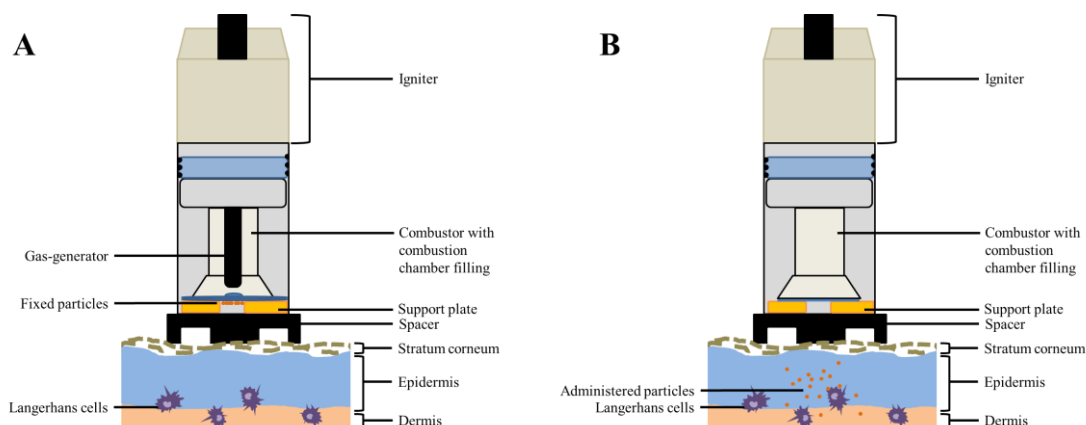 A
Igniter
Gas-generator
Combustor with
combustion
chamber filling
Fixed particles
Support plate
Spacer
Stratum corneum
Epidermis
Langerhans cells
Dermis
B
Igniter
Combustor with
combustion
chamber filling
Support plate
Spacer
Stratum corneum
Administered particles
Epidermis
Langerhans cells
Dermis